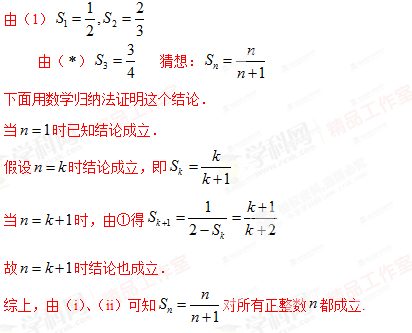 由（1）S₁=1/2, S₂=2/3
由（*）S₃=3/4 猜想：Sₙ=n/(n+1)
下面用数学归纳法证明这个结论．
当n=1时已知结论成立．
假设n=k时结论成立，即Sₖ=k/(k+1)
当n=k+1时，由①得Sₖ₊₁=1/(2-Sₖ)=(k+1)/(k+2)
故n=k+1时结论也成立．
综上，由（i）、（ii）可知Sₙ=n/(n+1)对所有正整数n都成立.